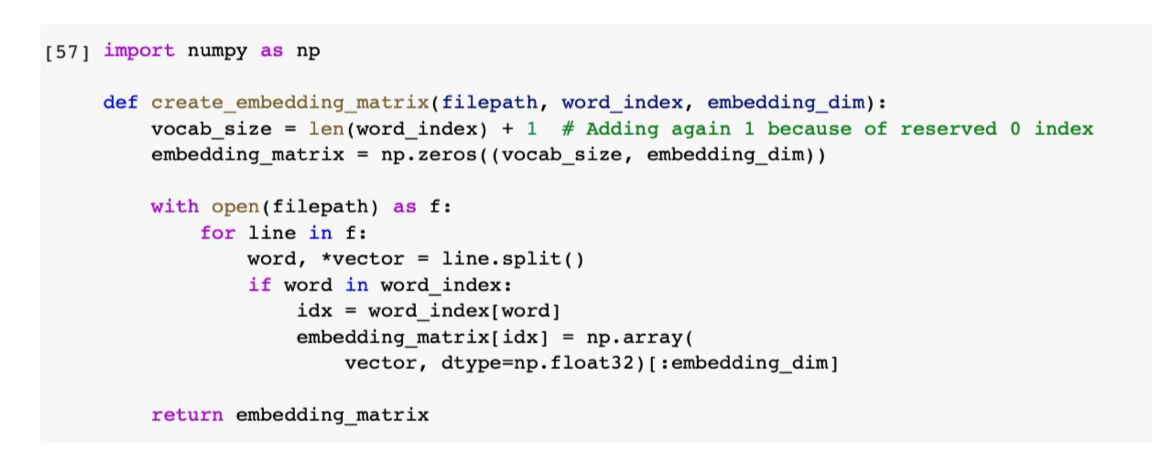 [57] import numpy as np
def create_embedding_matrix(filepath, word_index, embedding_dim):
vocab_size = len(word_index) + 1  # Adding again 1 because of reserved 0 index
embedding_matrix = np.zeros((vocab_size, embedding_dim))
with open(filepath) as f:
for line in f:
word, *vector = line.split()
if word in word_index:
idx = word_index[word]
embedding_matrix[idx] = np.array(
vector, dtype=np.float32)[:embedding_dim]
return embedding_matrix